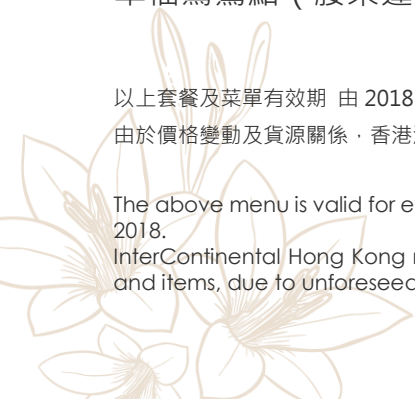 以上套餐及菜單有效期 由 2018
由於價格變動及貨源關係，香港
The above menu is valid for e
2018.
InterContinental Hong Kong
and items, due to unforeseed